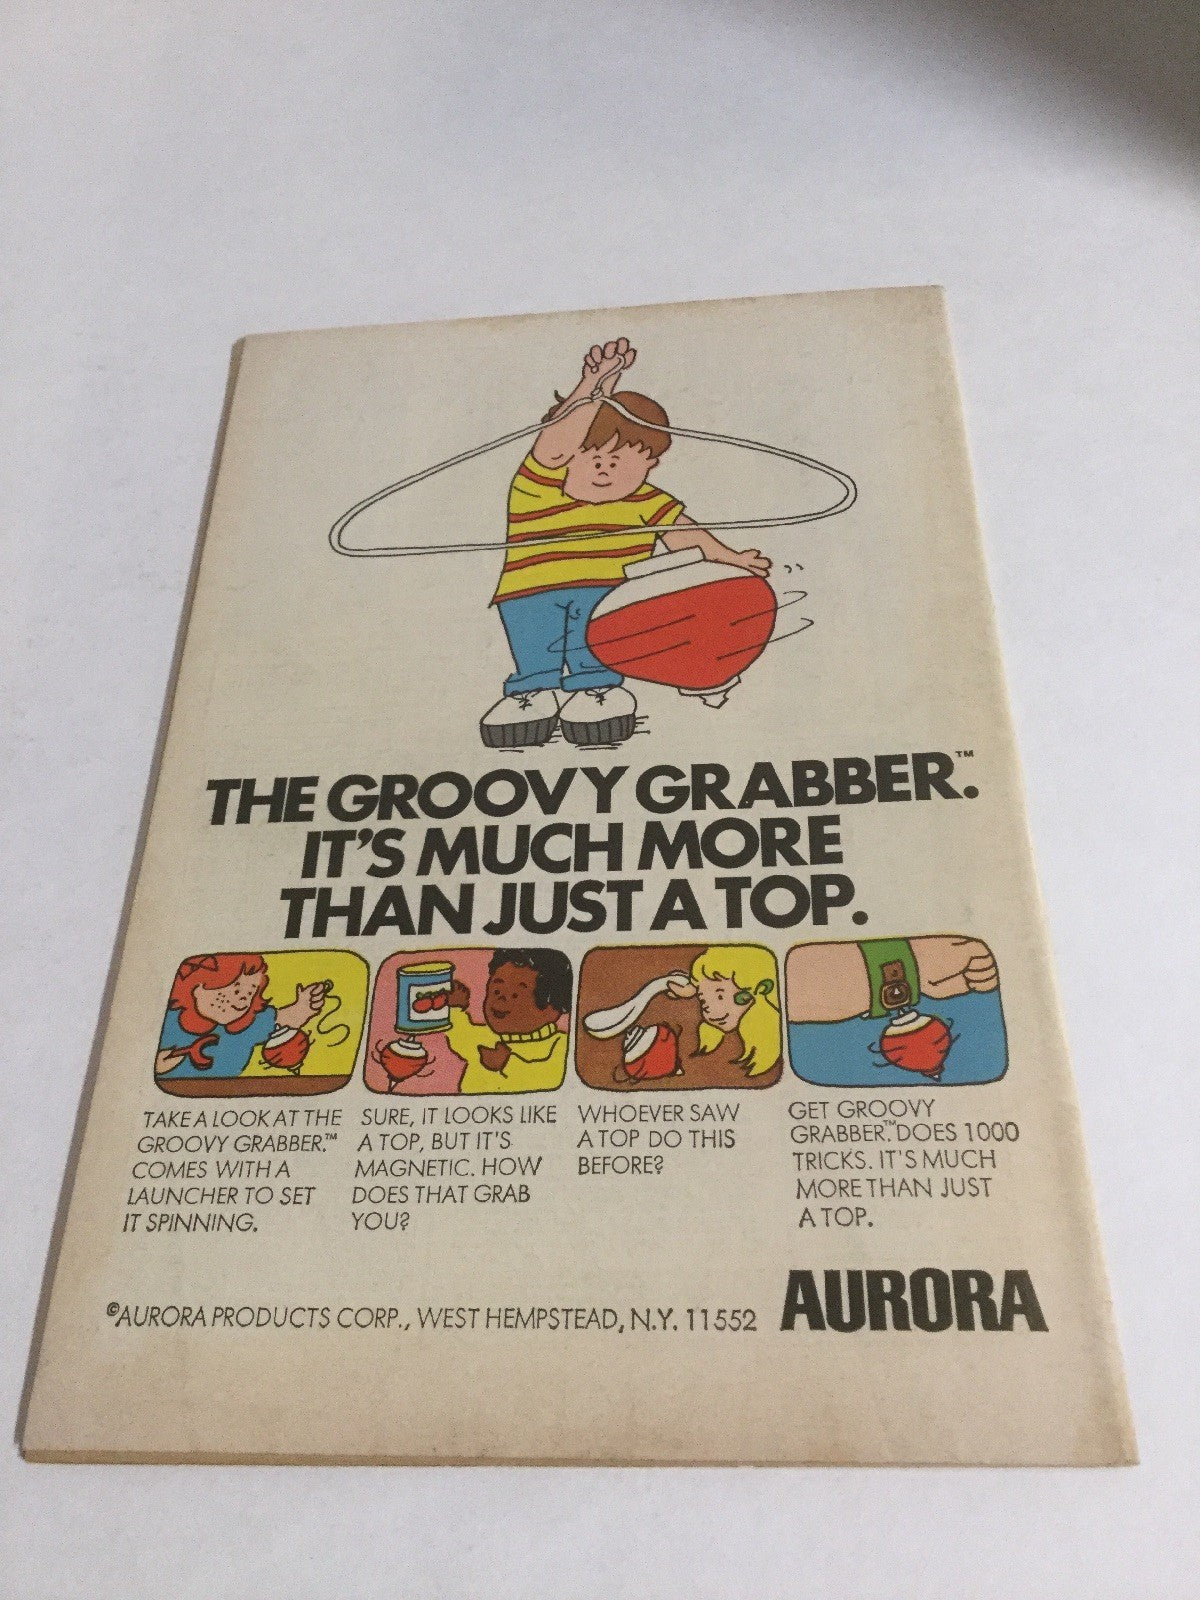 THE GROOVY GRABBER.™
IT'S MUCH MORE
THAN JUST A TOP.
TAKE A LOOK AT THE
GROOVY GRABBER.™
COMES WITH A
LAUNCHER TO SET
IT SPINNING.
SURE, IT LOOKS LIKE
A TOP, BUT IT'S
MAGNETIC. HOW
DOES THAT GRAB
YOU?
WHOEVER SAW
A TOP DO THIS
BEFORE?
GET GROOVY
GRABBER.™ DOES 1000
TRICKS. IT'S MUCH
MORE THAN JUST
A TOP.
©AURORA PRODUCTS CORP., WEST HEMPSTEAD, N.Y. 11552
AURORA